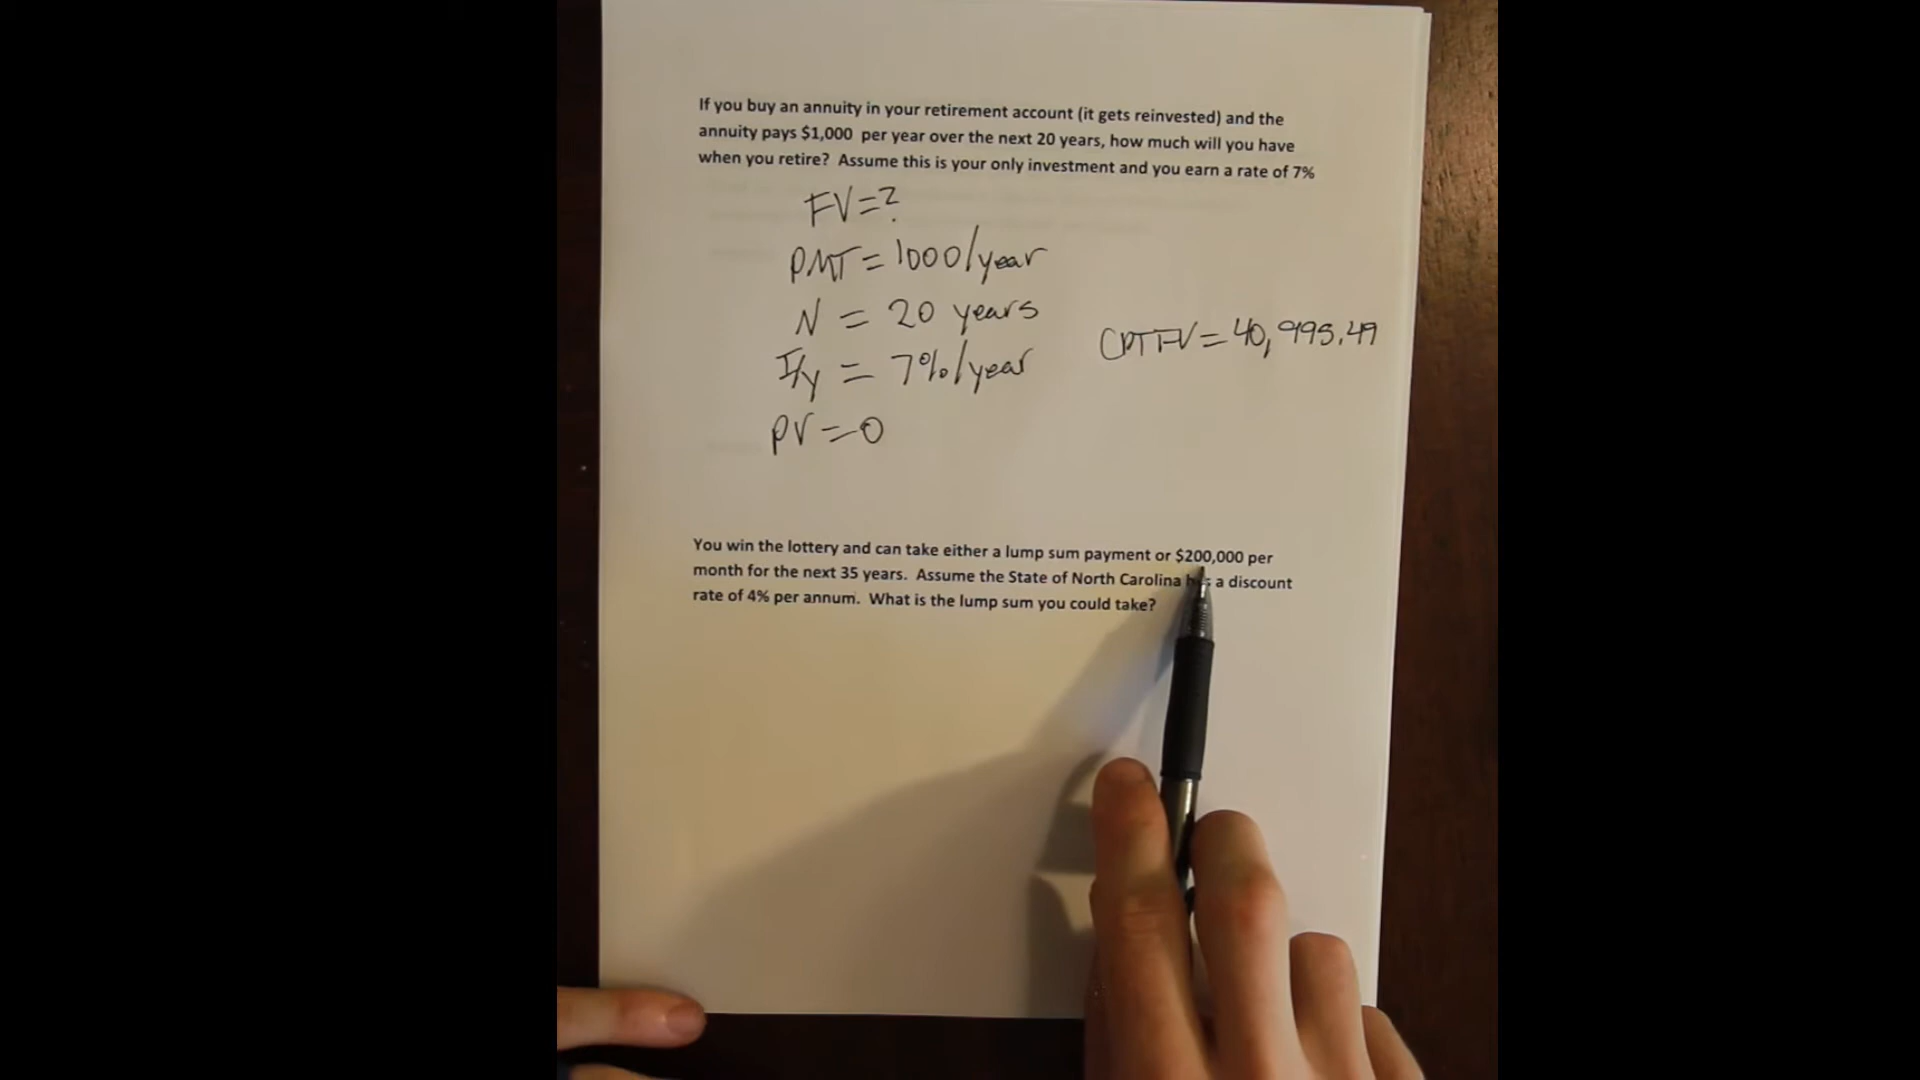 If you buy an annuity in your retirement account (it gets reinvested) and the
annuity pays $1,000 per year over the next 20 years, how much will you have
when you retire? Assume this is your only investment and you earn a rate of 7%
FV=?
PMT = 1000/year
N = 20 years
I/y = 7%/year
CPT FV = 40,995.49
PV=0
You win the lottery and can take either a lump sum payment or $200,000 per
month for the next 35 years. Assume the State of North Carolina a discount
rate of 4% per annum. What is the lump sum you could take?